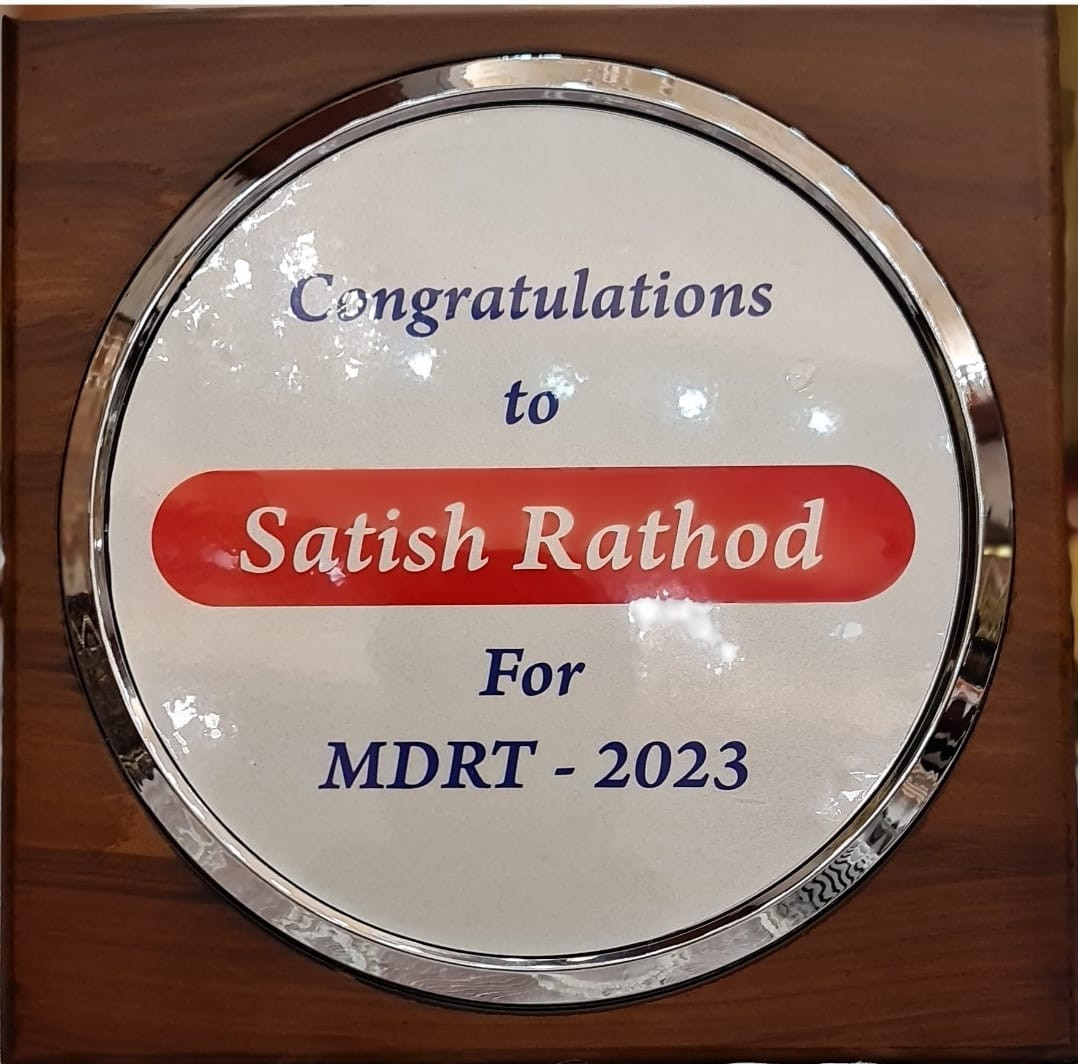 Congratulations
to
Satish Rathod
For
MDRT - 2023